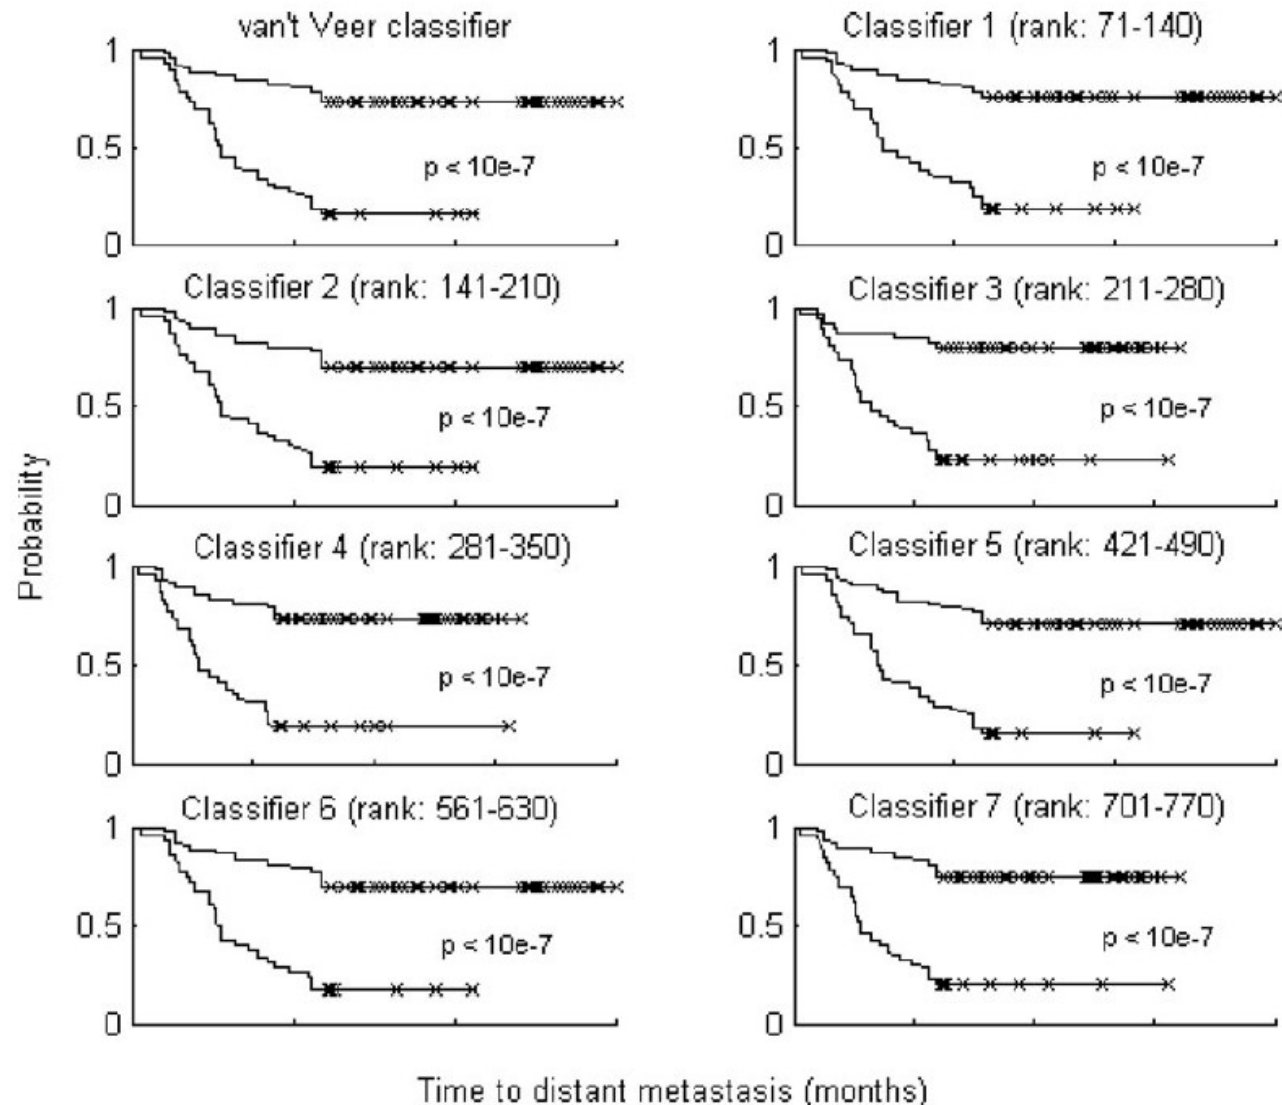 van't Veer classifier
1
0.5
0
p < 10e-7
Classifier 1 (rank: 71-140)
1
0.5
0
p < 10e-7
Classifier 2 (rank: 141-210)
1
0.5
0
p < 10e-7
Classifier 3 (rank: 211-280)
1
0.5
0
p < 10e-7
Probability
Classifier 4 (rank: 281-350)
1
0.5
0
p < 10e-7
Classifier 5 (rank: 421-490)
1
0.5
0
p < 10e-7
Classifier 6 (rank: 561-630)
1
0.5
0
p < 10e-7
Classifier 7 (rank: 701-770)
1
0.5
0
p < 10e-7
Time to distant metastasis (months)